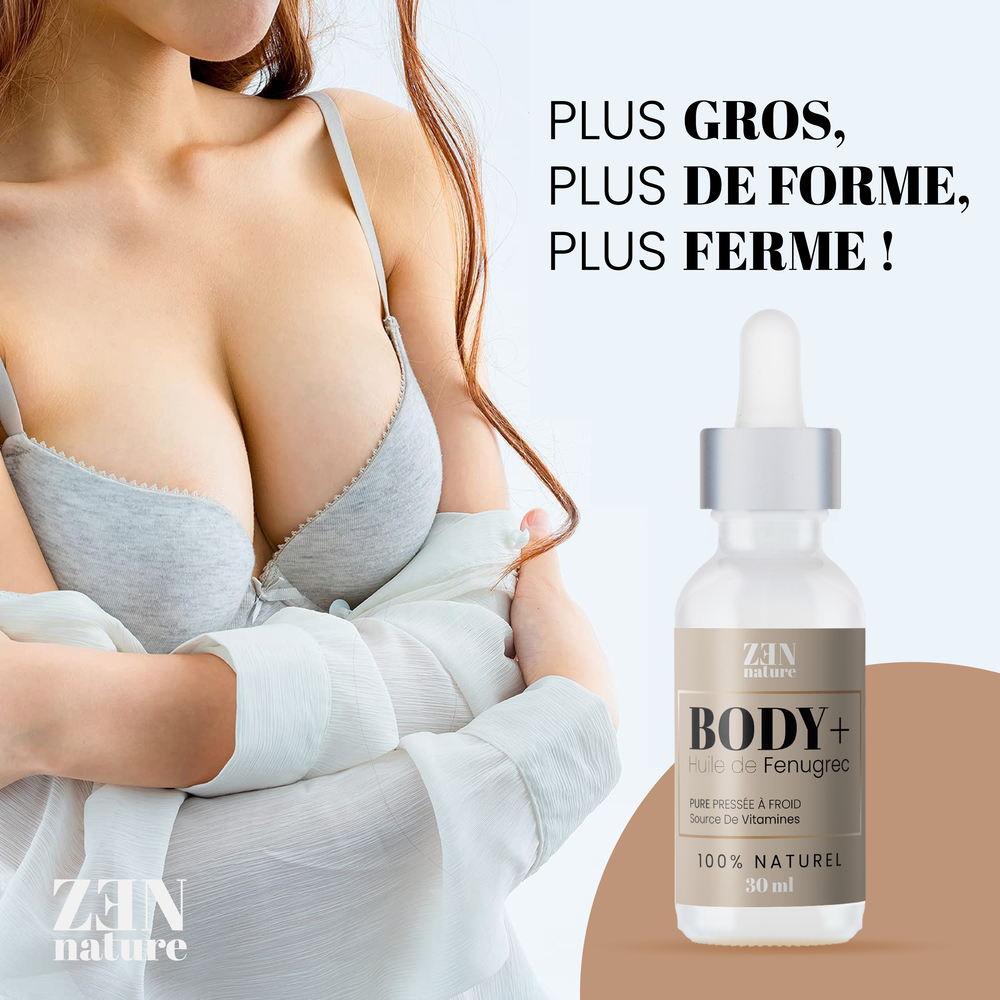 PLUS GROS,
PLUS DE FORME,
PLUS FERME !
ZEN
nature
BODY+
Huile de Fenugrec
PURE PRESSÉE À FROID
Source De Vitamines
100% NATUREL
30 ml
ZEN
nature